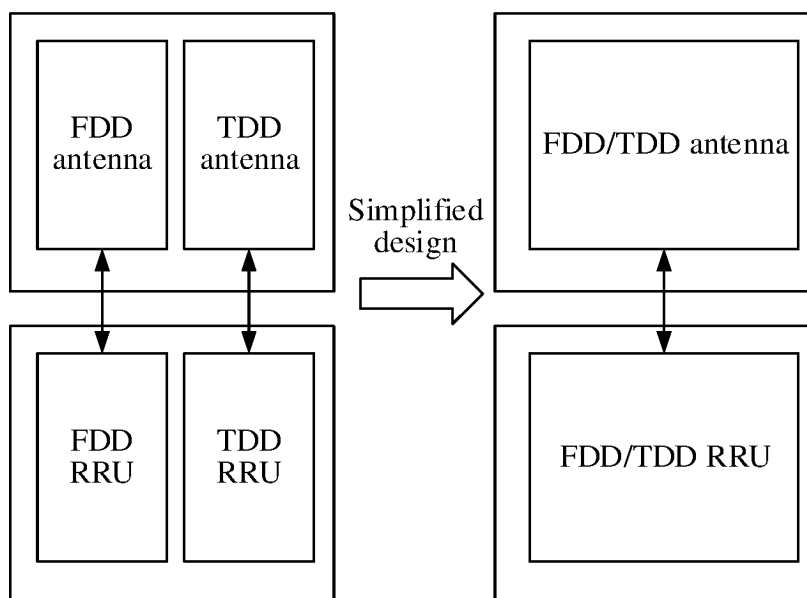 FDD
antenna
TDD
antenna
FDD/TDD antenna
Simplified
design
FDD
RRU
TDD
RRU
FDD/TDD RRU